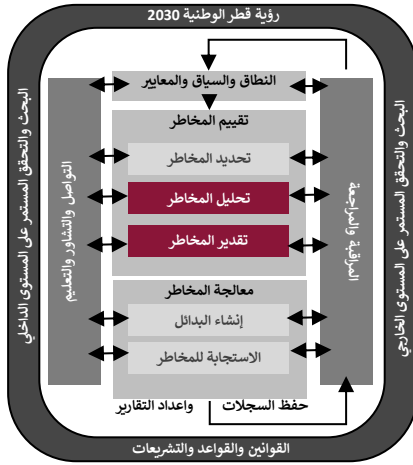 رؤية قطر الوطنية 2030
النطاق والسياق والمعايير
تقييم المخاطر
تحديد المخاطر
تحليل المخاطر
تقدير المخاطر
معالجة المخاطر
إنشاء البدائل
الاستجابة للمخاطر
حفظ السجلات واعداد التقارير
القوانين والقواعد والتشريعات
البحث والتحقق المستمر على المستوى الخارجي
المراقبة والمراجعة
التواصل والتشاور والتعليم
البحث والتحقق المستمر على المستوى الداخلي